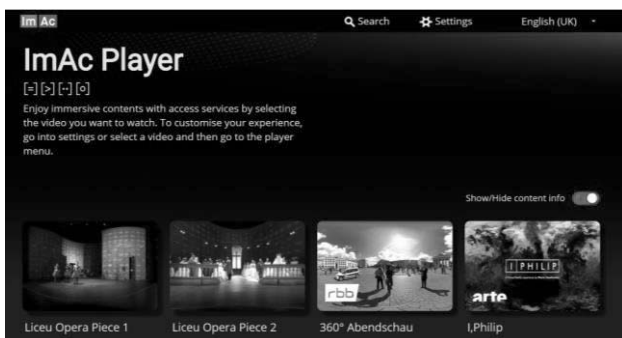 Im Ac
Search
Settings
English (UK)
ImAc Player
[=] [>] [··] [o]
Enjoy immersive contents with access services by selecting
the video you want to watch. To customise your experience,
go into settings or select a video and then go to the player
menu.
Show/Hide content info
rbb
I PHILIP
arte
Liceu Opera Piece 1
Liceu Opera Piece 2
360° Abendschau
I,Philip